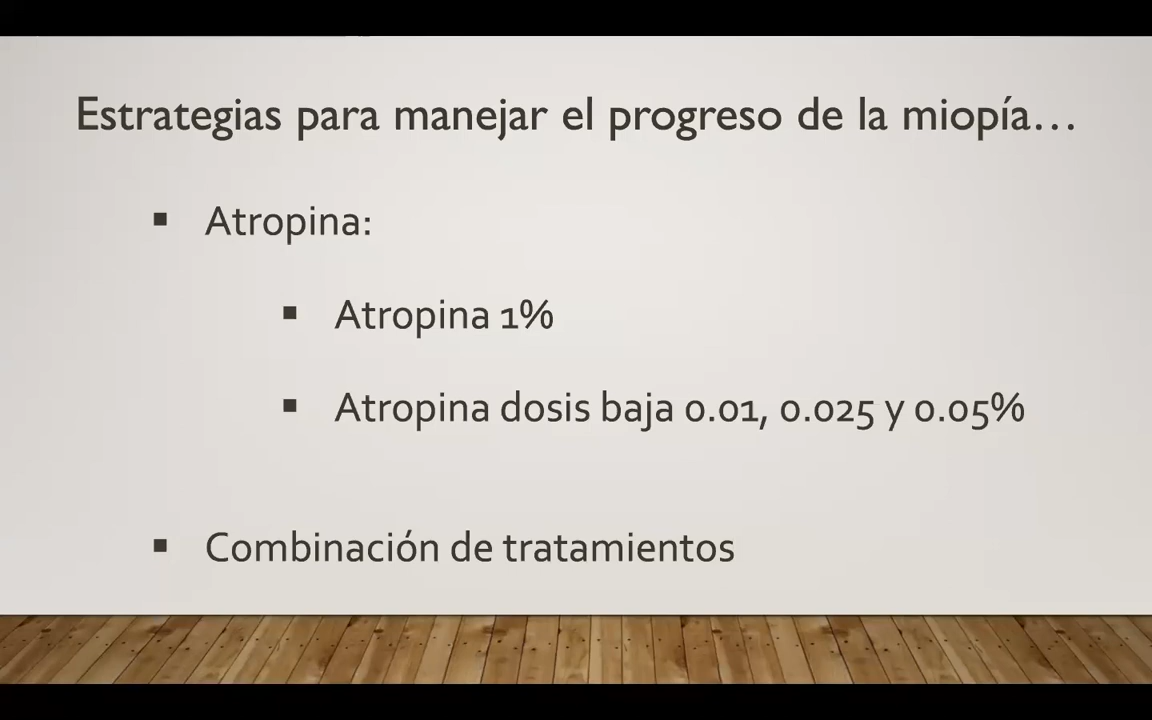 Estrategias para manejar el progreso de la miopía...
▪ Atropina:
▪ Atropina 1%
▪ Atropina dosis baja 0.01, 0.025 y 0.05%
▪ Combinación de tratamientos